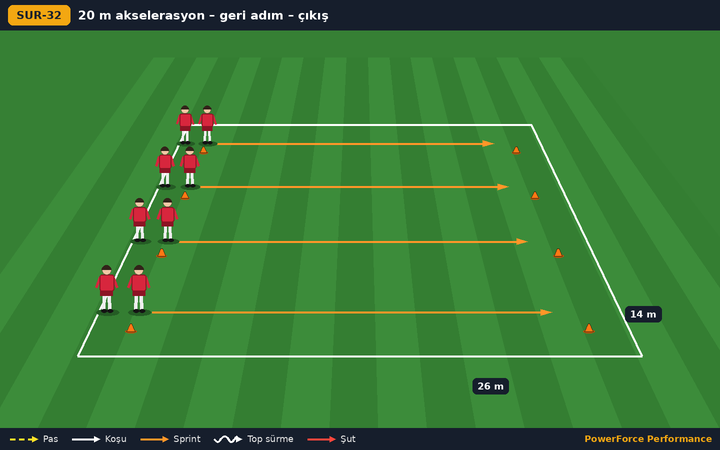 SUR-32 20 m akselerasyon – geri adım – çıkış
14 m
26 m
Pas Koşu Sprint Top sürme Şut PowerForce Performance